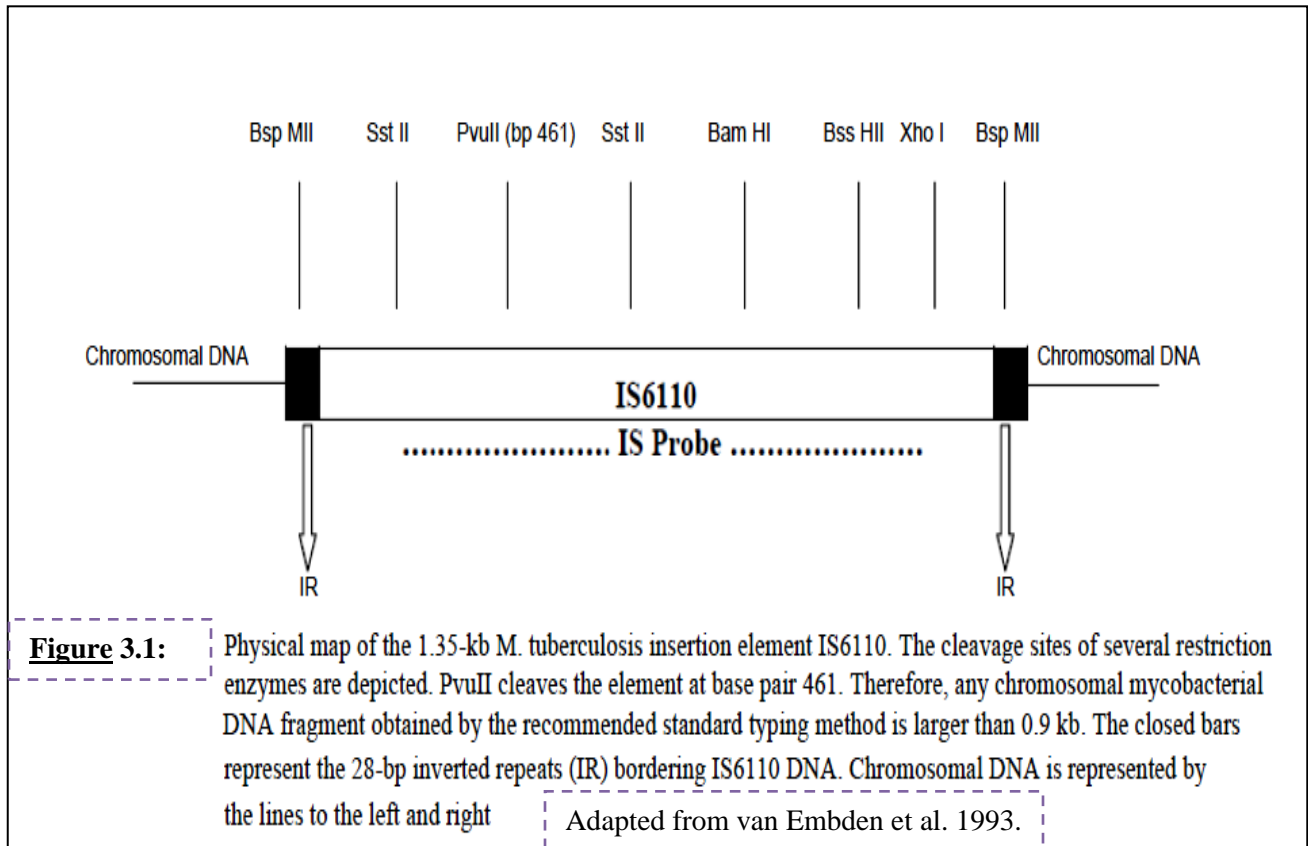 Bsp MII Sst II PvuII (bp 461) Sst II Bam HI Bss HII Xho I Bsp MII
Chromosomal DNA Chromosomal DNA
IS6110
....................... IS Probe ......................
IR IR
Figure 3.1: Physical map of the 1.35-kb M. tuberculosis insertion element IS6110. The cleavage sites of several restriction
enzymes are depicted. PvuII cleaves the element at base pair 461. Therefore, any chromosomal mycobacterial
DNA fragment obtained by the recommended standard typing method is larger than 0.9 kb. The closed bars
represent the 28-bp inverted repeats (IR) bordering IS6110 DNA. Chromosomal DNA is represented by
the lines to the left and right Adapted from van Embden et al. 1993.